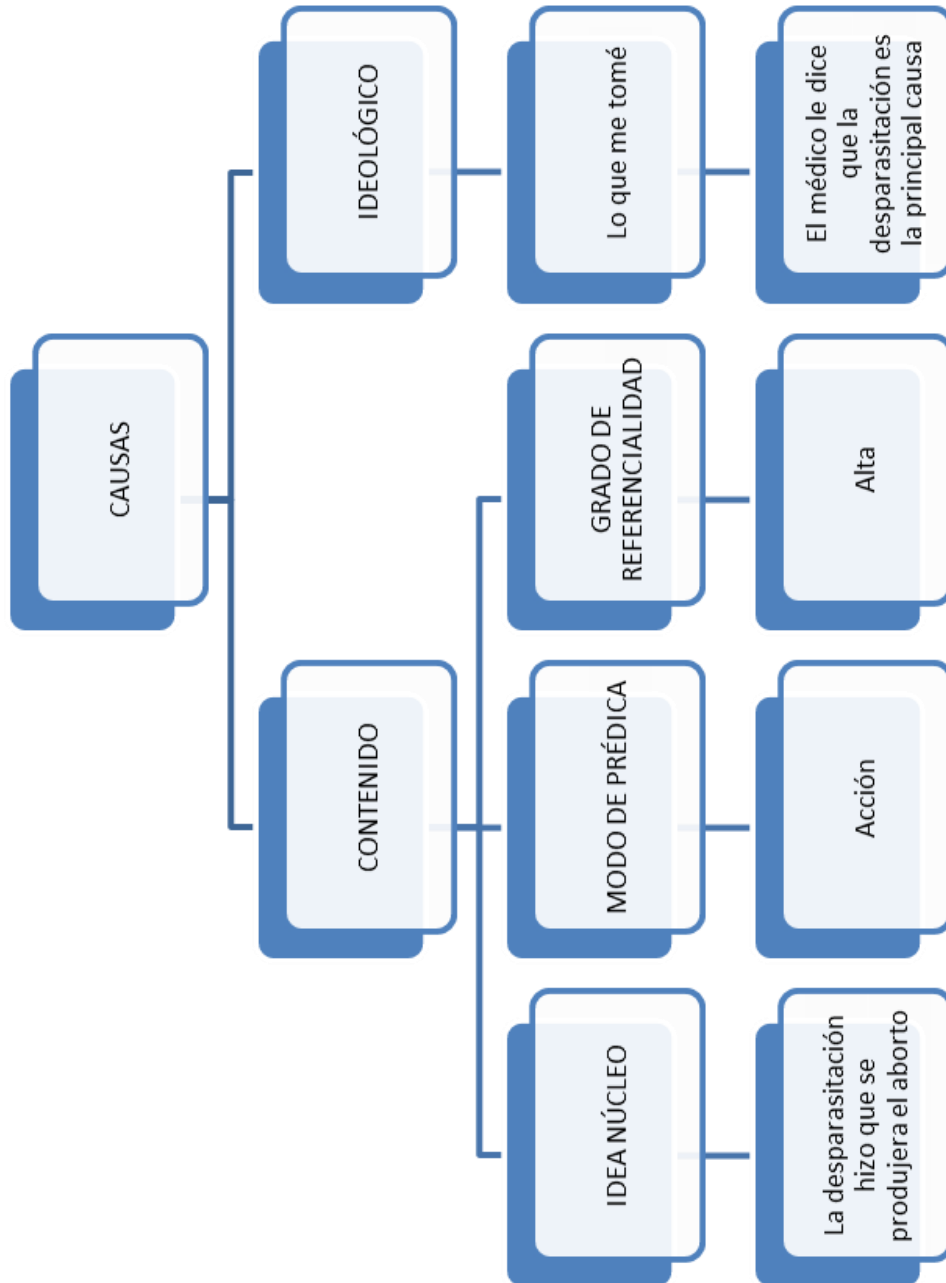 CAUSAS
CONTENIDO
IDEOLÓGICO
IDEA NÚCLEO
MODO DE PRÉDICA
GRADO DE
REFERENCIALIDAD
Lo que me tomé
La desparasitación
hizo que se
produjera el aborto
Acción
Alta
El médico le dice
que la
desparasitación es
la principal causa